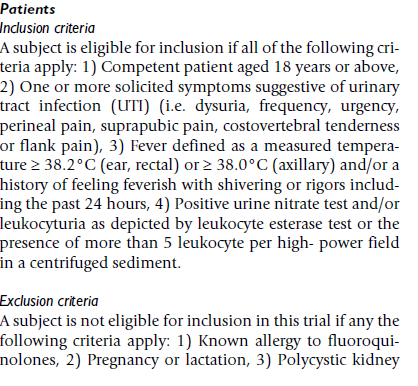 Patients
Inclusion criteria
A subject is eligible for inclusion if all of the following cri-
teria apply: 1) Competent patient aged 18 years or above,
2) One or more solicited symptoms suggestive of urinary
tract infection (UTI) (i.e. dysuria, frequency, urgency,
perineal pain, suprapubic pain, costovertebral tenderness
or flank pain), 3) Fever defined as a measured tempera-
ture ≥ 38.2°C (ear, rectal) or ≥ 38.0°C (axillary) and/or a
history of feeling feverish with shivering or rigors includ-
ing the past 24 hours, 4) Positive urine nitrate test and/or
leukocyturia as depicted by leukocyte esterase test or the
presence of more than 5 leukocyte per high- power field
in a centrifuged sediment.
Exclusion criteria
A subject is not eligible for inclusion in this trial if any the
following criteria apply: 1) Known allergy to fluoroqui-
nolones, 2) Pregnancy or lactation, 3) Polycystic kidney